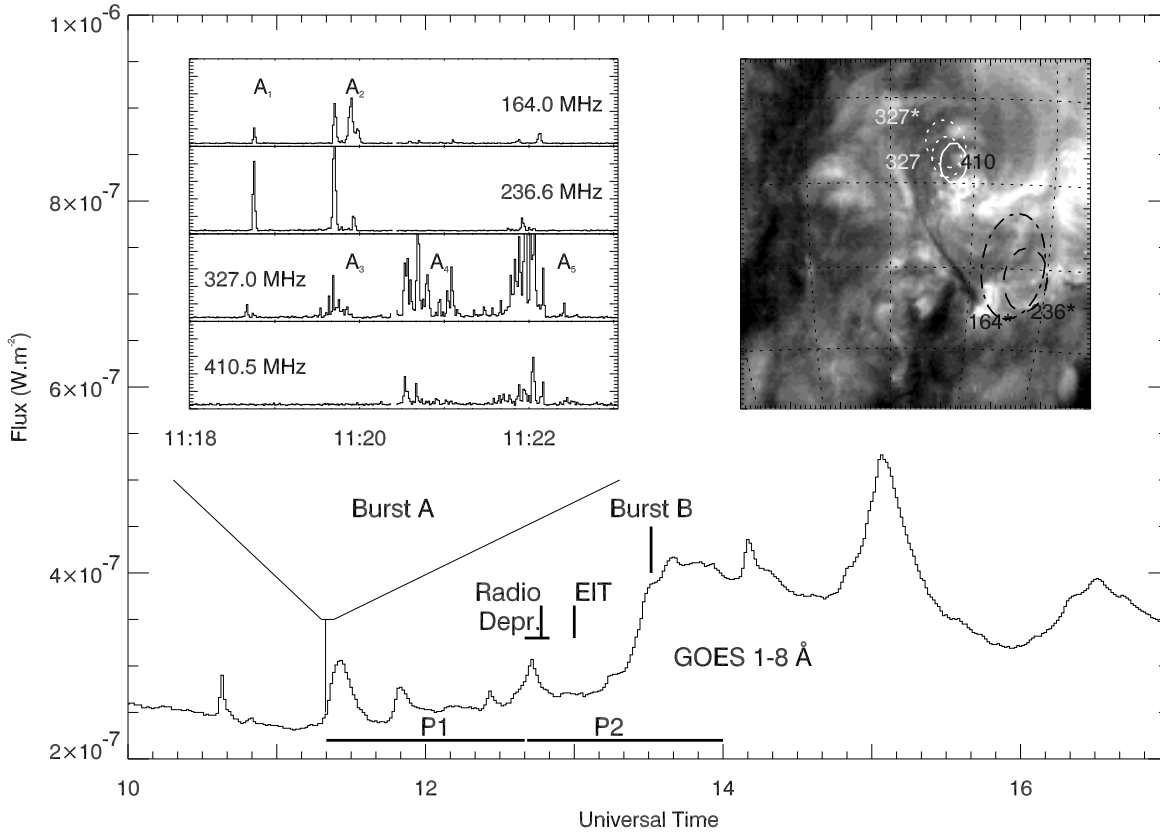 1×10⁻⁶
8×10⁻⁷
6×10⁻⁷
4×10⁻⁷
2×10⁻⁷
Flux (W.m⁻²)
A₁ A₂
164.0 MHz
236.6 MHz
327.0 MHz A₃ A₄ A₅
410.5 MHz
11:18 11:20 11:22
327*
327 410
164* 236*
Burst A
Burst B
Radio
Depr.
EIT
GOES 1-8 Å
P1 P2
10 12 14 16
Universal Time